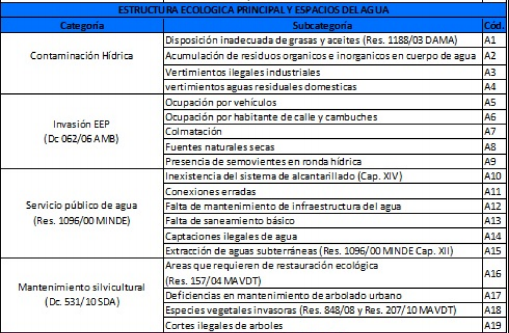 ESTRUCTURA ECOLOGICA PRINCIPAL Y ESPACIOS DEL AGUA
Categoria Subcategoria Cód.
Contaminación Hídrica
Disposición inadecuada de grasas y aceites (Res. 1188/03 DAMA) A1
Acumulación de residuos organicos e inorganicos en cuerpo de agua A2
Vertimientos ilegales industriales A3
vertimientos aguas residuales domesticas A4
Invasión EEP
(Dc 062/06 AMB)
Ocupación por vehículos A5
Ocupación por habitante de calle y cambuches A6
Colmatación A7
Fuentes naturales secas A8
Presencia de semovientes en ronda hídrica A9
Servicio público de agua
(Res. 1096/00 MINDE)
Inexistencia del sistema de alcantarillado (Cap. XIV) A10
Conexiones erradas A11
Falta de mantenimiento de infraestructura del agua A12
Falta de saneamiento básico A13
Captaciones ilegales de agua A14
Extracción de aguas subterráneas (Res. 1096/00 MINDE Cap. XII) A15
Mantenimiento silvicultural
(Dc. 531/10 SDA)
Areas que requieren de restauración ecológica
(Res. 157/04 MAVDT) A16
Deficiencias en mantenimiento de arbolado urbano A17
Especies vegetales invasoras (Res. 848/08 y Res. 207/10 MAVDT) A18
Cortes ilegales de arboles A19